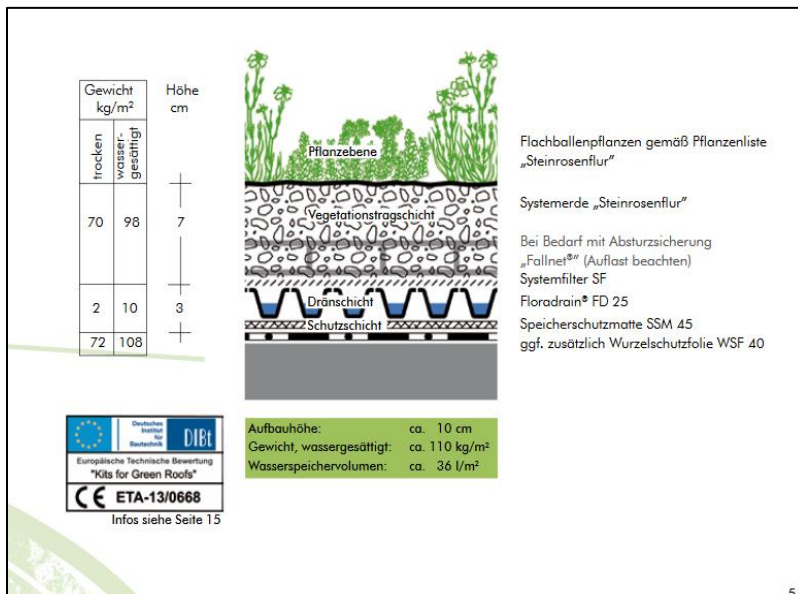 Gewicht
kg/m²
Höhe
cm
trocken
wasser-
gesättigt
70 98 7
2 10 3
72 108
Pflanzebene
Vegetationstragschicht
Dränschicht
Schutzschicht
Flachballenpflanzen gemäß Pflanzenliste
„Steinrosenflur"
Systemerde „Steinrosenflur"
Bei Bedarf mit Absturzsicherung
„Fallnet®" (Auflast beachten)
Systemfilter SF
Floradrain® FD 25
Speicherschutzmatte SSM 45
ggf. zusätzlich Wurzelschutzfolie WSF 40
Deutsches
Institut
für
Bautechnik
DIBt
Europäische Technische Bewertung
"Kits for Green Roofs"
CE ETA-13/0668
Infos siehe Seite 15
Aufbauhöhe: ca. 10 cm
Gewicht, wassergesättigt: ca. 110 kg/m²
Wasserspeichervolumen: ca. 36 l/m²
5